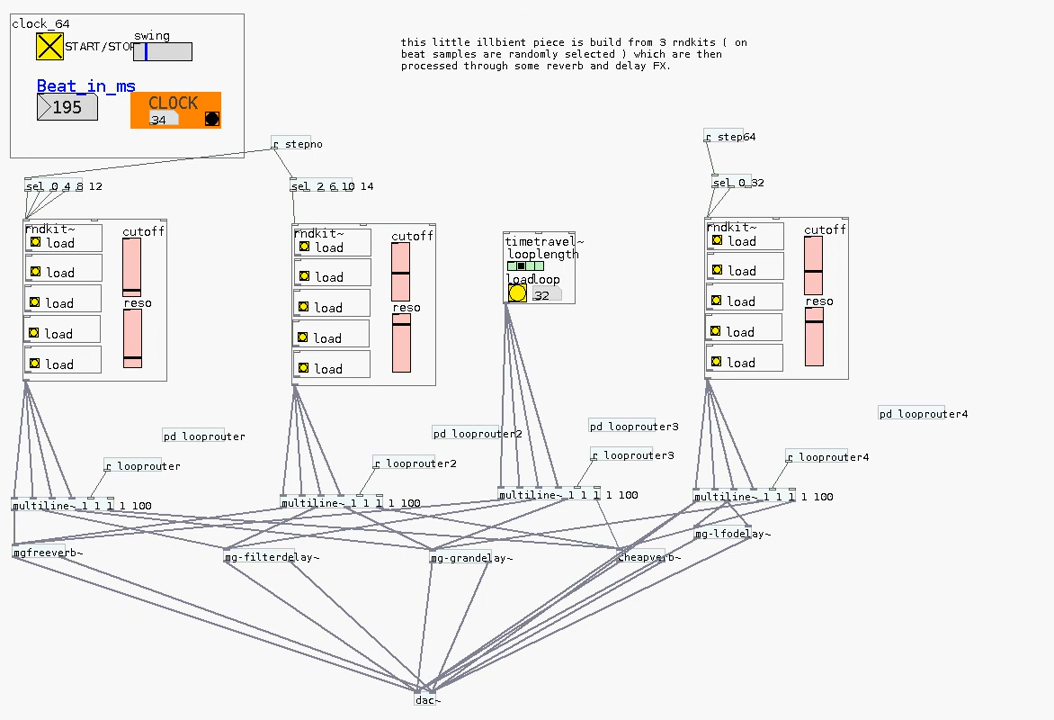 clock_64
START/STOP
swing
Beat_in_ms
195
CLOCK
34
this little illbient piece is build from 3 rndkits ( on
beat samples are randomly selected ) which are then
processed through some reverb and delay FX.
r stepno
r step64
sel 0 4 8 12
sel 2 6 10 14
sel 0 32
rndkit~
load
load
load
load
load
cutoff
reso
rndkit~
load
load
load
load
load
cutoff
reso
timetravel~
looplength
loadloop
32
rndkit~
load
load
load
load
load
cutoff
reso
pd looprouter
pd looprouter2
pd looprouter3
pd looprouter4
r looprouter
r looprouter2
r looprouter3
r looprouter4
multiline~ 1 1 1 1 100
multiline~ 1 1 1 1 100
multiline~ 1 1 1 1 100
multiline~ 1 1 1 1 100
mgfreeverb~
mg-filterdelay~
mg-grandelay~
cheapverb~
mg-lfodelay~
dac~